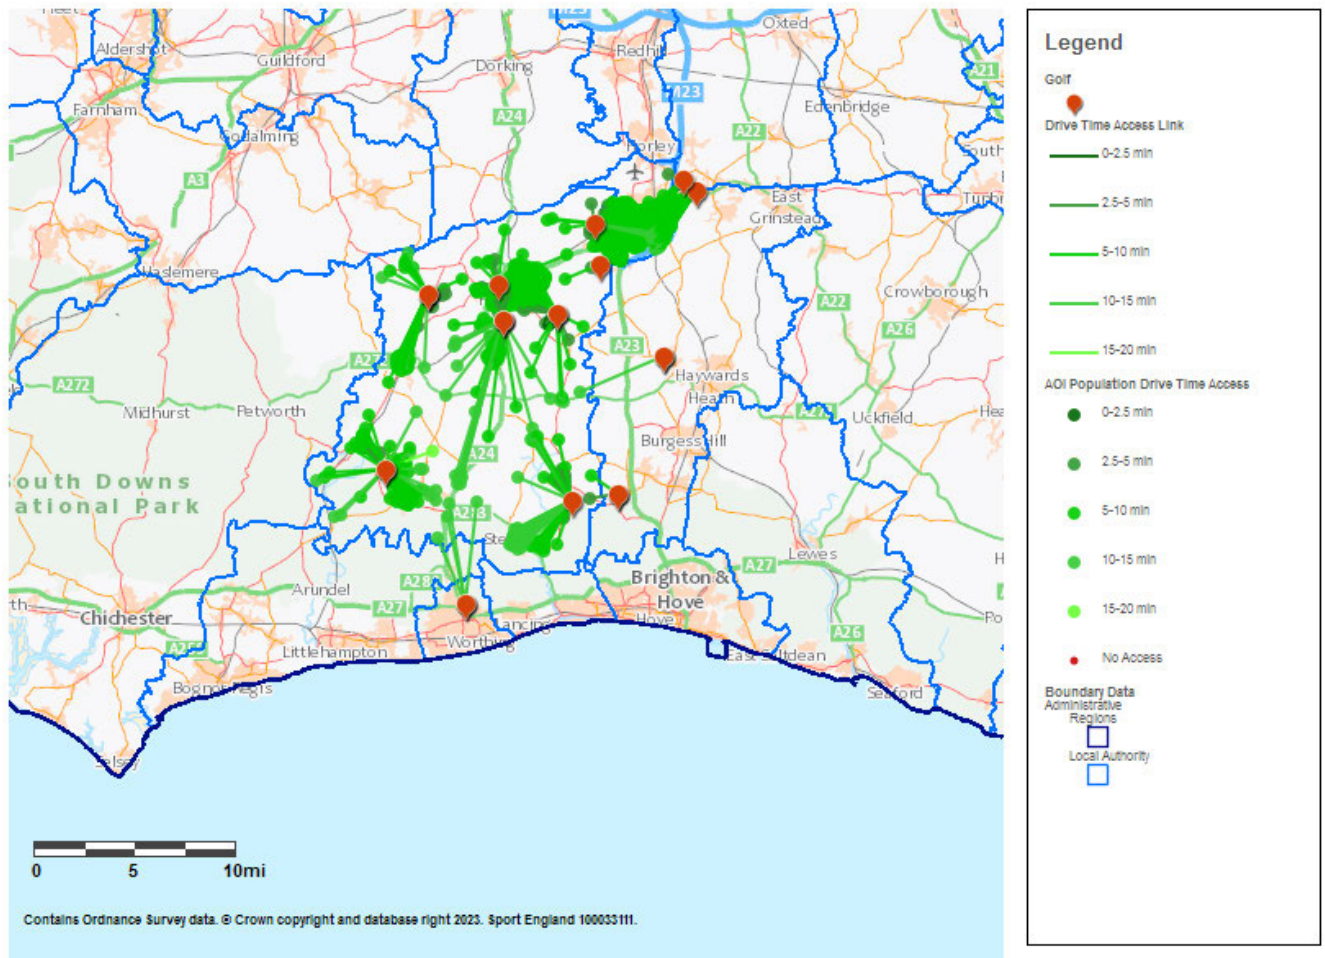 Aldershot
Guildford
Dorking
Redhi
Oxted
A21
M23
A24
Farnham
Edenbridge
Godalming
A22
Horley
A3
East
Grinstead
Haslemere
A22
Crowborough
A26
A23
A272
Midhurst
Petworth
Haywards
Heath
Uckfield
Burgess Hill
South Downs
National Park
A24
A27
Lewes
Arundel
Brighton &
Hove
A27
Chichester
Hove
A26
Worthing
Lancing
Littlehampton
East Saltdean
Bognor Regis
Seaford
Selsey
0 5 10mi
Contains Ordnance Survey data. © Crown copyright and database right 2023. Sport England 100033111.
Legend
Golf
Drive Time Access Link
0-2.5 min
2.5-5 min
5-10 min
10-15 min
15-20 min
AOI Population Drive Time Access
0-2.5 min
2.5-5 min
5-10 min
10-15 min
15-20 min
No Access
Boundary Data
Administrative
Regions
Local Authority